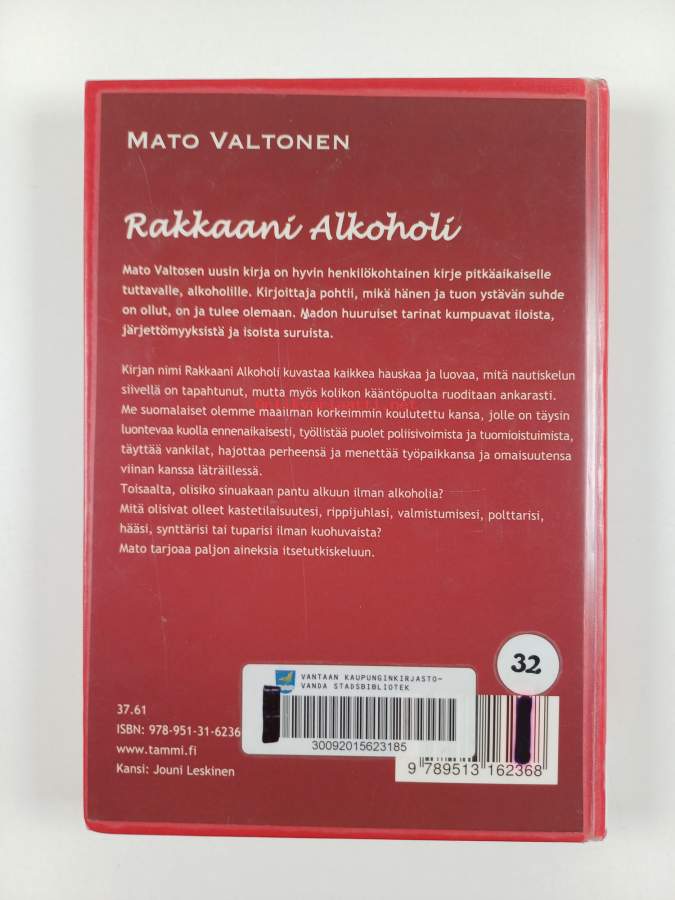 MATO VALTONEN
Rakkaani Alkoholi
Mato Valtosen uusin kirja on hyvin henkilökohtainen kirje pitkäaikaiselle
tuttavalle, alkoholille. Kirjoittaja pohtii, mikä hänen ja tuon ystävän suhde
on ollut, on ja tulee olemaan. Madon huuruiset tarinat kumpuavat iloista,
järjettömyyksistä ja isoista suruista.
Kirjan nimi Rakkaani Alkoholi kuvastaa kaikkea hauskaa ja luovaa, mitä nautiskelun
siivellä on tapahtunut, mutta myös kolikon kääntöpuolta ruoditaan ankarasti.
Me suomalaiset olemme maailman korkeimmin koulutettu kansa, jolle on täysin
luontevaa kuolla ennenaikaisesti, työllistää puolet poliisivoimista ja tuomioistuimista,
täyttää vankilat, hajottaa perheensä ja menettää työpaikkansa ja omaisuutensa
viinan kanssa läträillessä.
Toisaalta, olisiko sinuakaan pantu alkuun ilman alkoholia?
Mitä olisivat olleet kastetilaisuutesi, rippijuhlasi, valmistumisesi, polttarisi,
hääsi, synttärisi tai tuparisi ilman kuohuvaista?
Mato tarjoaa paljon aineksia itsetutkiskeluun.
32
VANTAAN KAUPUNGINKIRJASTO-
VANDA STADSBIBLIOTEK
30092015623185
37.61
ISBN: 978-951-31-6236
www.tammi.fi
Kansi: Jouni Leskinen
9 789513 162368